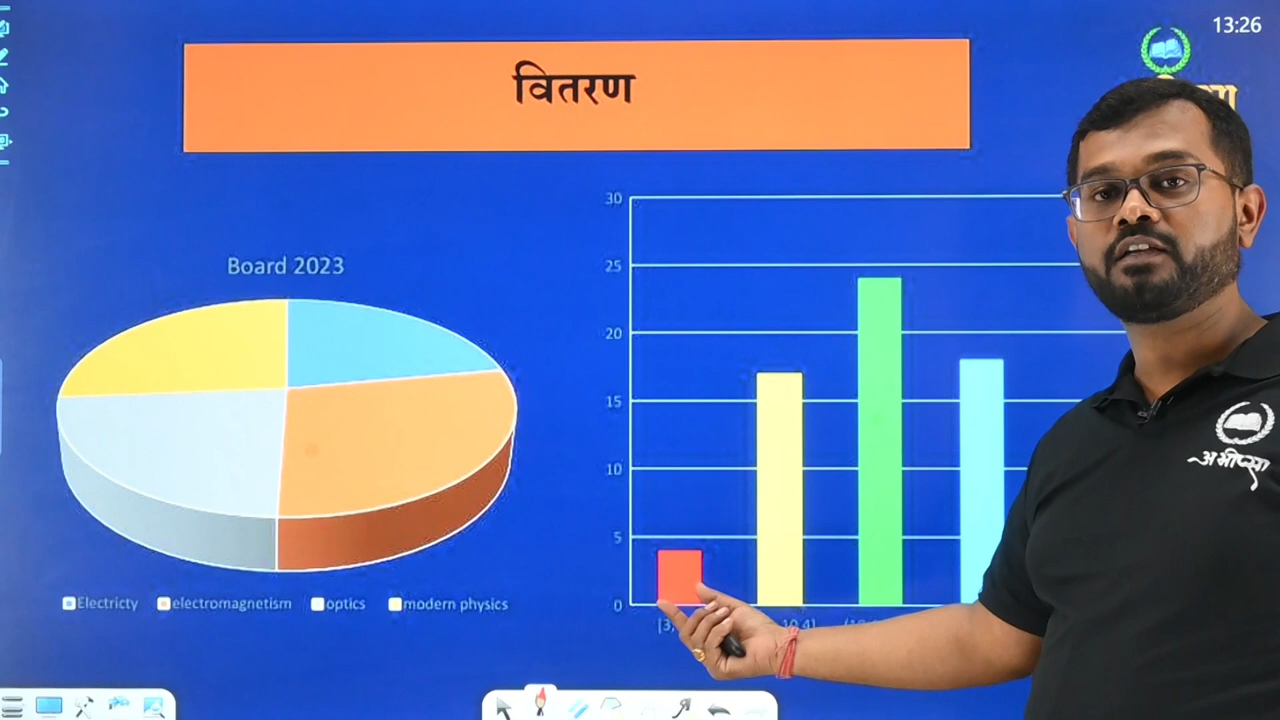 13:26
वितरण
Board 2023
30
25
20
15
10
5
0
Electricty electromagnetism optics modern physics
अभीप्सा